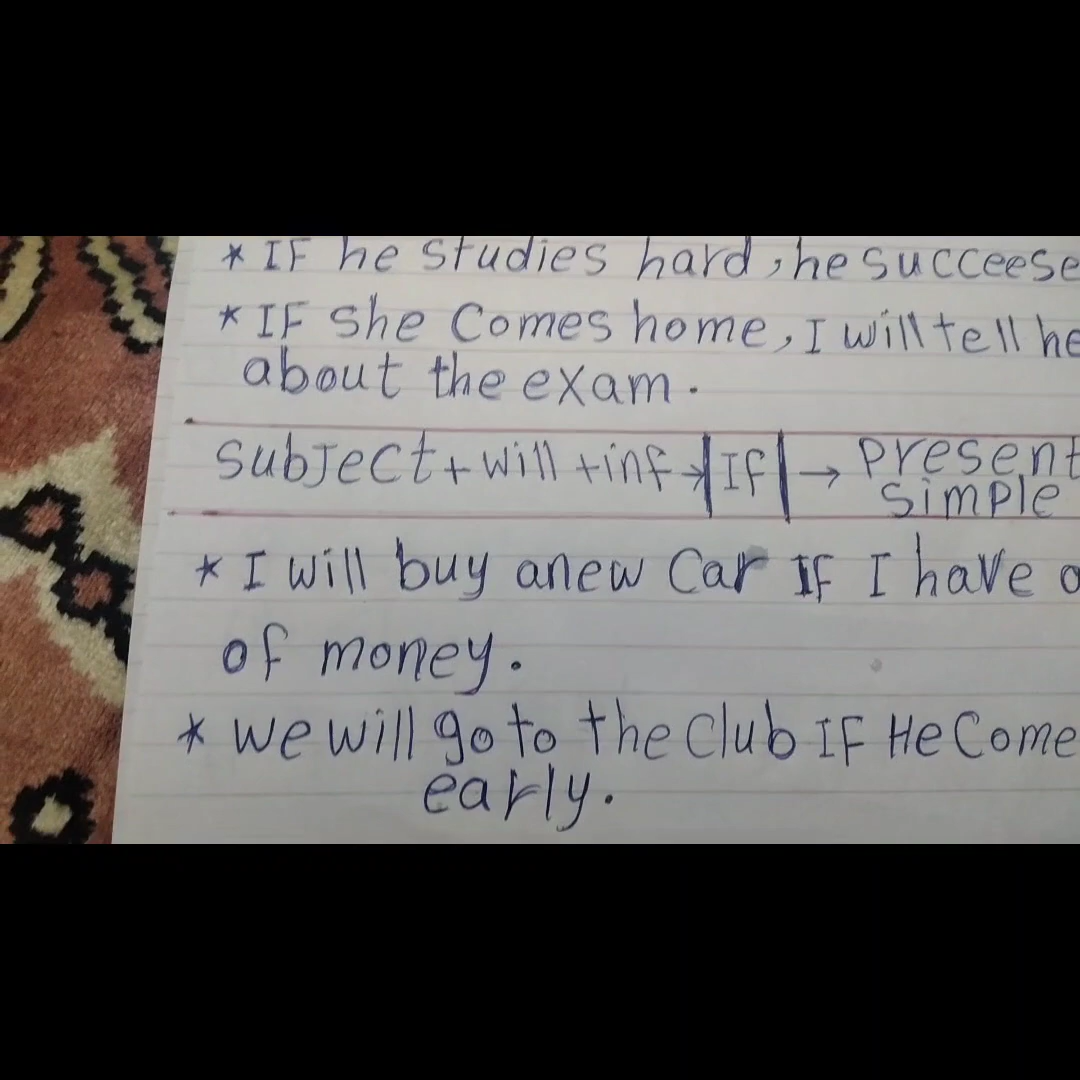 * IF he studies hard, he succeese
* IF she Comes home, I will tell he
about the exam.
subject + will + inf → | If | → present
simple
* I will buy anew Car IF I have
of money.
* we will go to the Club IF He Come
early.